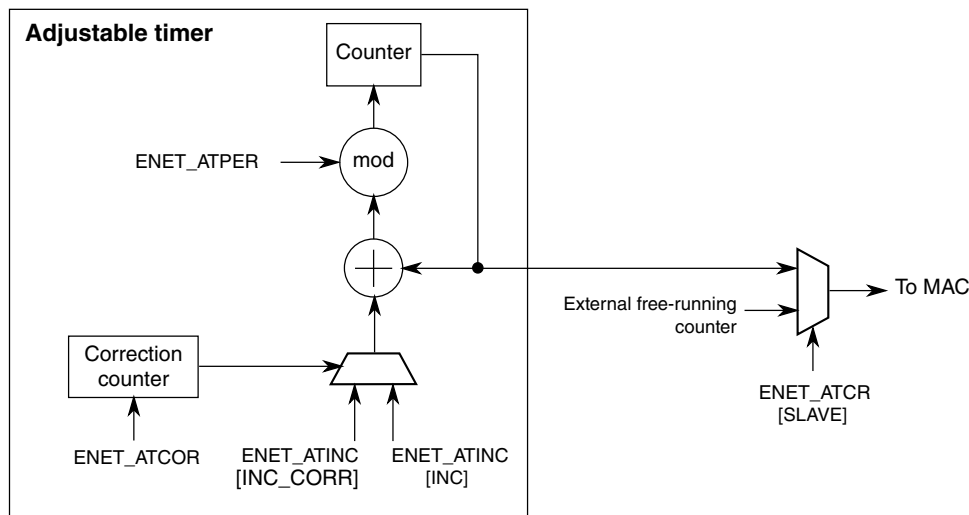 Adjustable timer
Counter
ENET_ATPER
mod
External free-running
counter
To MAC
Correction
counter
ENET_ATCR
[SLAVE]
ENET_ATCOR
ENET_ATINC
[INC_CORR]
ENET_ATINC
[INC]